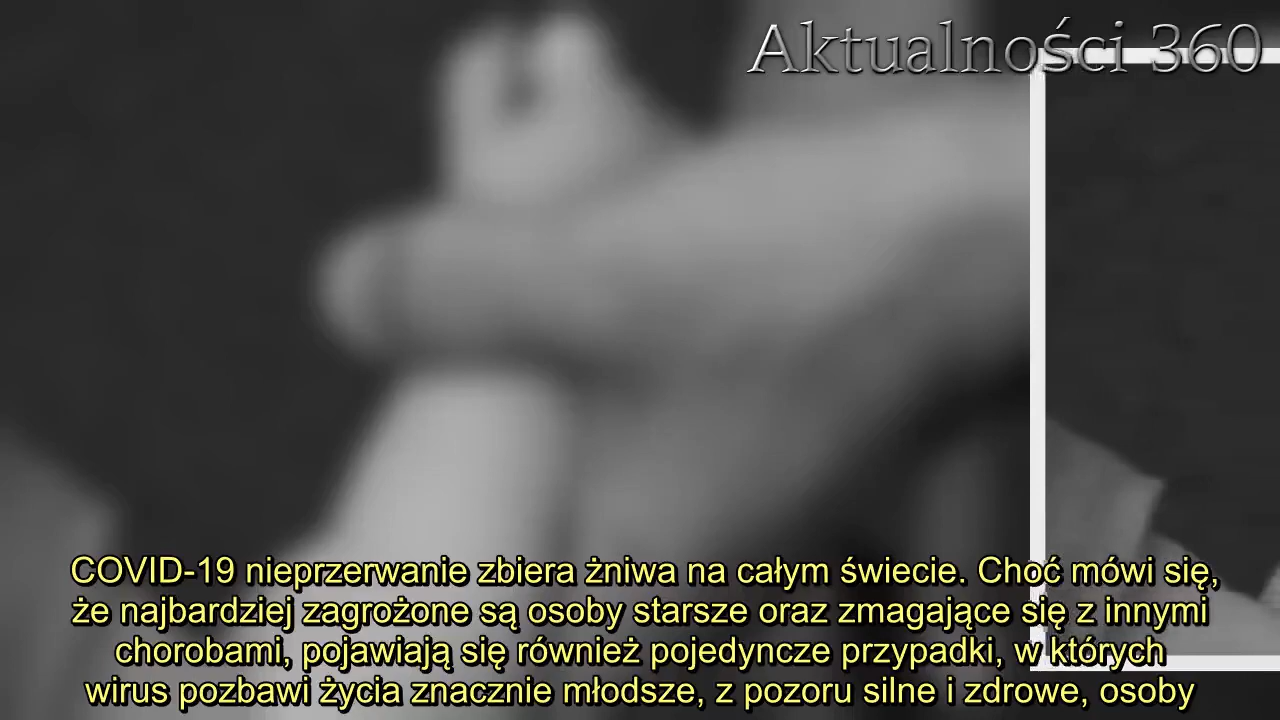 Aktualności 360
COVID-19 nieprzerwanie zbiera żniwa na całym świecie. Choć mówi się,
że najbardziej zagrożone są osoby starsze oraz zmagające się z innymi
chorobami, pojawiają się również pojedyncze przypadki, w których
wirus pozbawi życia znacznie młodsze, z pozoru silne i zdrowe, osoby